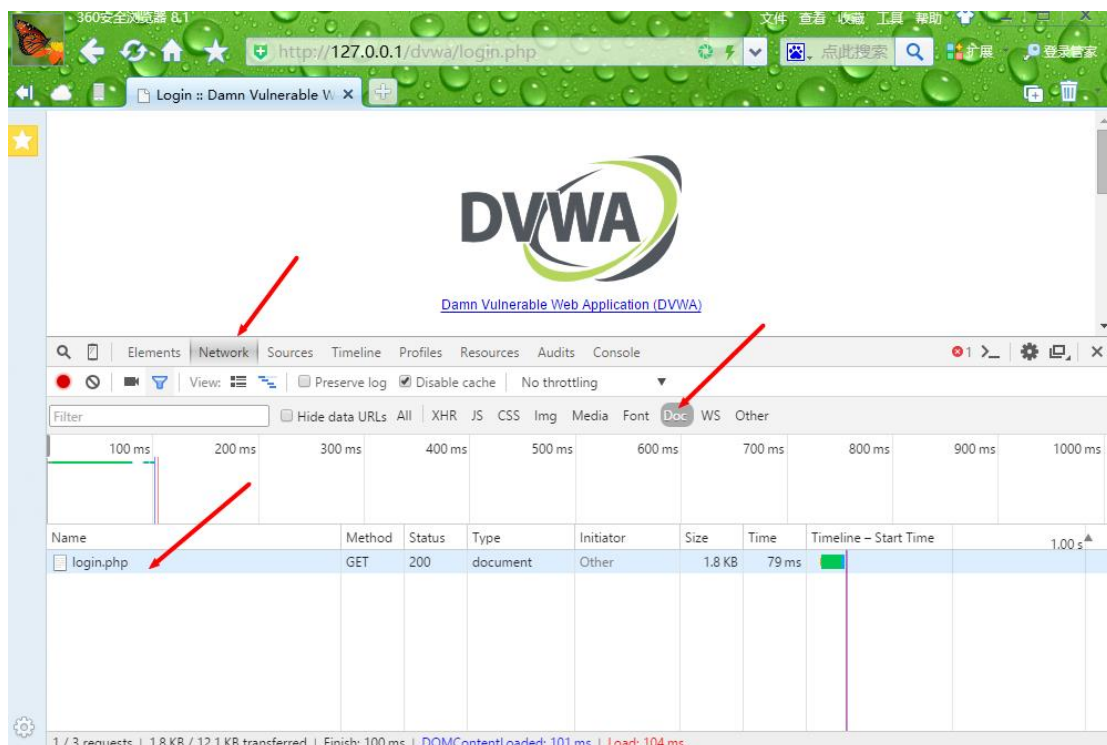 360安全浏览器 8.1
文件 查看 收藏 工具 帮助
http://127.0.0.1/dvwa/login.php
点此搜索
扩展
登录管家
Login :: Damn Vulnerable W
DVWA
Damn Vulnerable Web Application (DVWA)
Elements Network Sources Timeline Profiles Resources Audits Console
1
View:
Preserve log
Disable cache
No throttling
Filter
Hide data URLs
All XHR JS CSS Img Media Font Doc WS Other
100 ms 200 ms 300 ms 400 ms 500 ms 600 ms 700 ms 800 ms 900 ms 1000 ms
Name Method Status Type Initiator Size Time Timeline – Start Time 1.00 s
login.php GET 200 document Other 1.8 KB 79 ms
1 / 3 requests | 1.8 KB / 12.1 KB transferred | Finish: 100 ms | DOMContentLoaded: 101 ms | Load: 104 ms